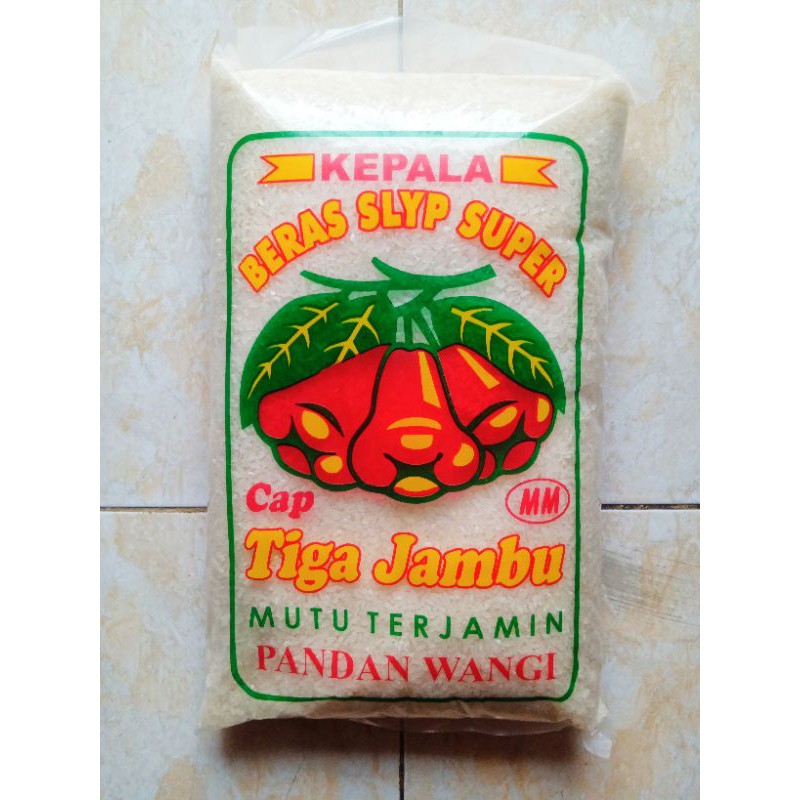 KEPALA
BERAS SLYP SUPER
Cap
MM
Tiga Jambu
MUTU TERJAMIN
PANDAN WANGI